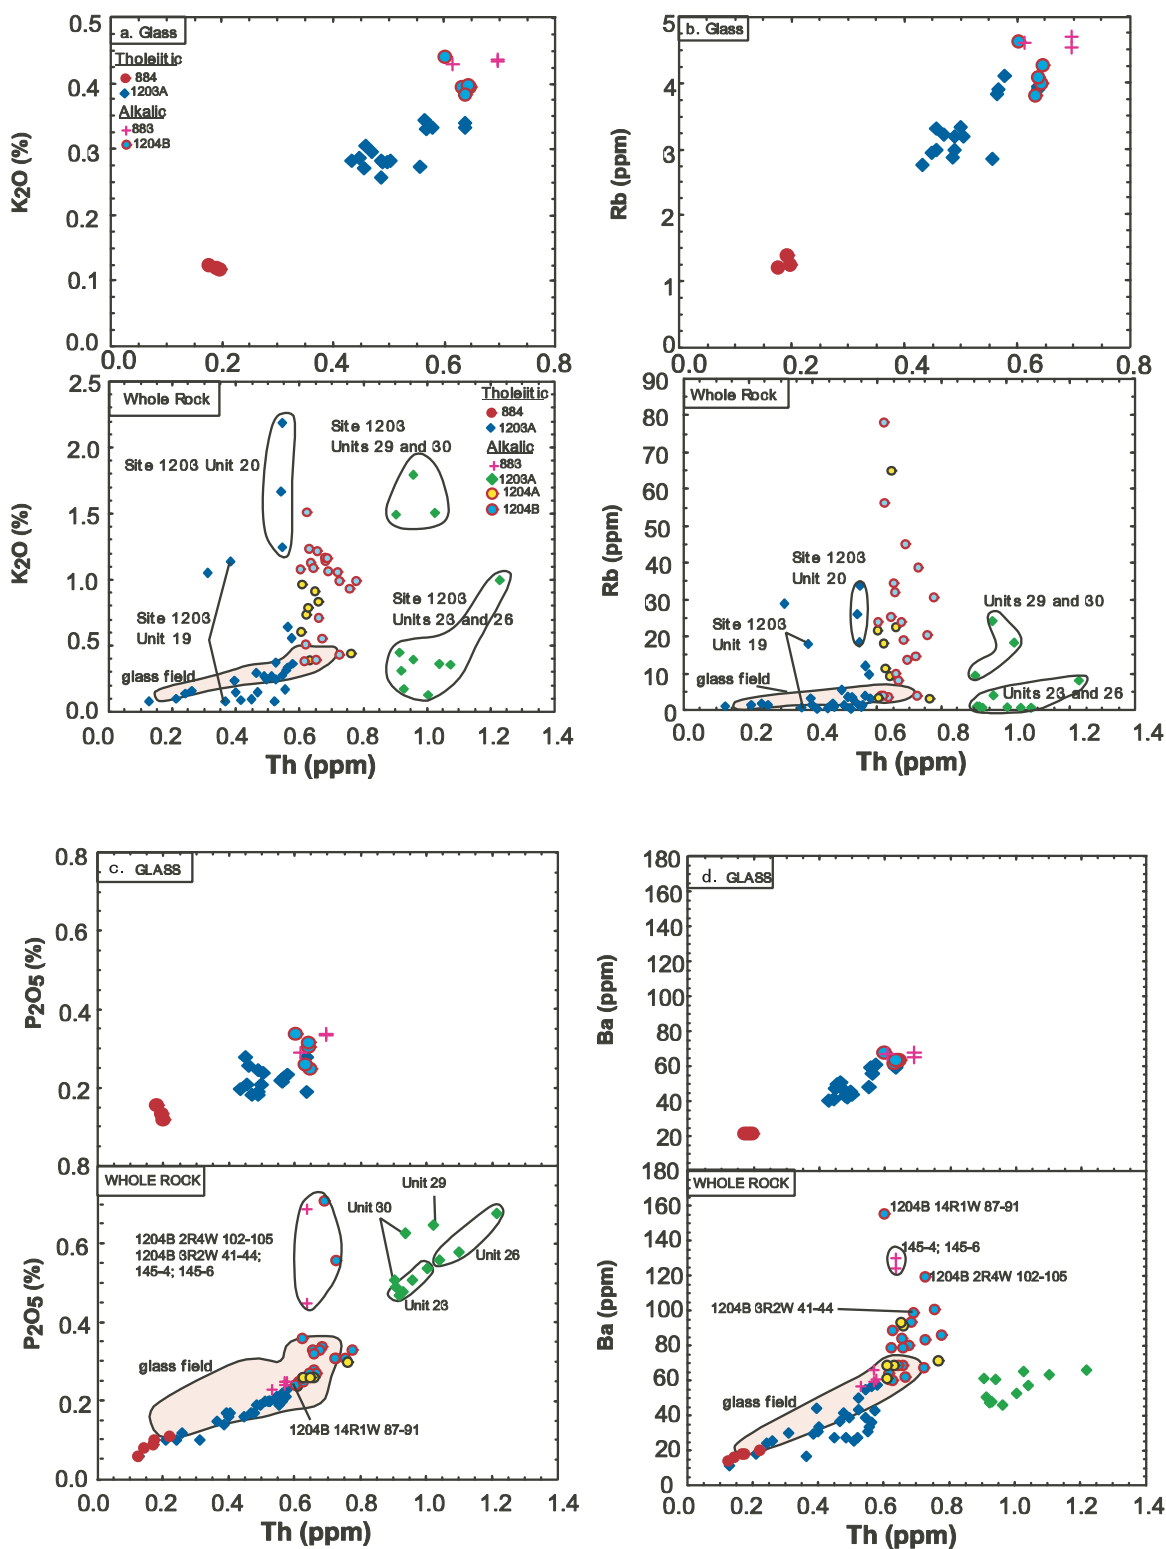 a. Glass
Tholeiitic
884
1203A
Alkalic
883
1204B
K2O (%)
0.5
0.4
0.3
0.2
0.1
0.0
0.0
0.2
0.4
0.6
0.8
b. Glass
Rb (ppm)
5
4
3
2
1
0
0.0
0.2
0.4
0.6
0.8
Whole Rock
Tholeiitic
884
1203A
Alkalic
883
1203A
1204A
1204B
Site 1203
Units 29 and 30
Site 1203 Unit 20
Site 1203
Units 23 and 26
Site 1203
Unit 19
glass field
K2O (%)
2.5
2.0
1.5
1.0
0.5
0.0
0.0 0.2 0.4 0.6 0.8 1.0 1.2 1.4
Th (ppm)
Whole Rock
Site 1203
Unit 20
Units 29 and 30
Site 1203
Unit 19
glass field
Units 23 and 26
Rb (ppm)
90
80
70
60
50
40
30
20
10
0
0.0 0.2 0.4 0.6 0.8 1.0 1.2 1.4
Th (ppm)
c. GLASS
P2O5 (%)
0.8
0.6
0.4
0.2
0.8
d. GLASS
Ba (ppm)
180
160
140
120
100
80
60
40
20
180
WHOLE ROCK
Unit 29
Unit 30
1204B 2R4W 102-105
1204B 3R2W 41-44;
145-4; 145-6
Unit 26
Unit 23
glass field
1204B 14R1W 87-91
P2O5 (%)
0.6
0.4
0.2
0.0
0.0 0.2 0.4 0.6 0.8 1.0 1.2 1.4
Th (ppm)
WHOLE ROCK
1204B 14R1W 87-91
145-4; 145-6
1204B 2R4W 102-105
1204B 3R2W 41-44
glass field
Ba (ppm)
160
140
120
100
80
60
40
20
0
0.0 0.2 0.4 0.6 0.8 1.0 1.2 1.4
Th (ppm)